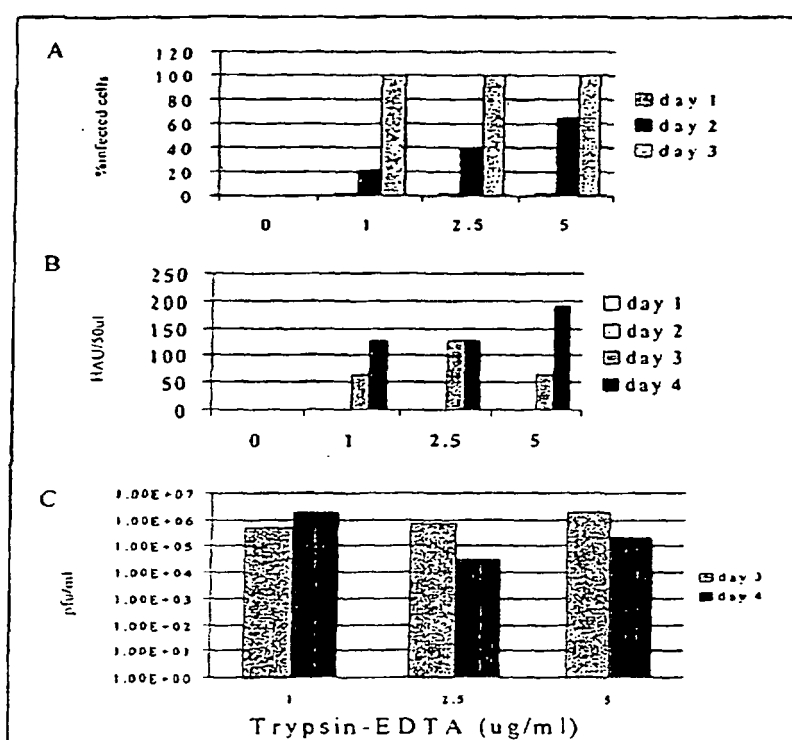 A
120
100
80
60
40
20
0
%infected cells
0 1 2.5 5
day 1
day 2
day 3
B
250
200
150
100
50
0
HAU/50ul
0 1 2.5 5
day 1
day 2
day 3
day 4
C
1.00E+07
1.00E+06
1.00E+05
1.00E+04
1.00E+03
1.00E+02
1.00E+01
1.00E+00
pfu/ml
1 2.5 5
day 3
day 4
Trypsin-EDTA (ug/ml)